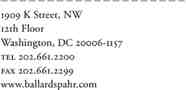 1909 K Street, NW
12th Floor
Washington, DC 20006-1157
TEL 202.661.2200
FAX 202.661.2299
www.ballardspahr.com